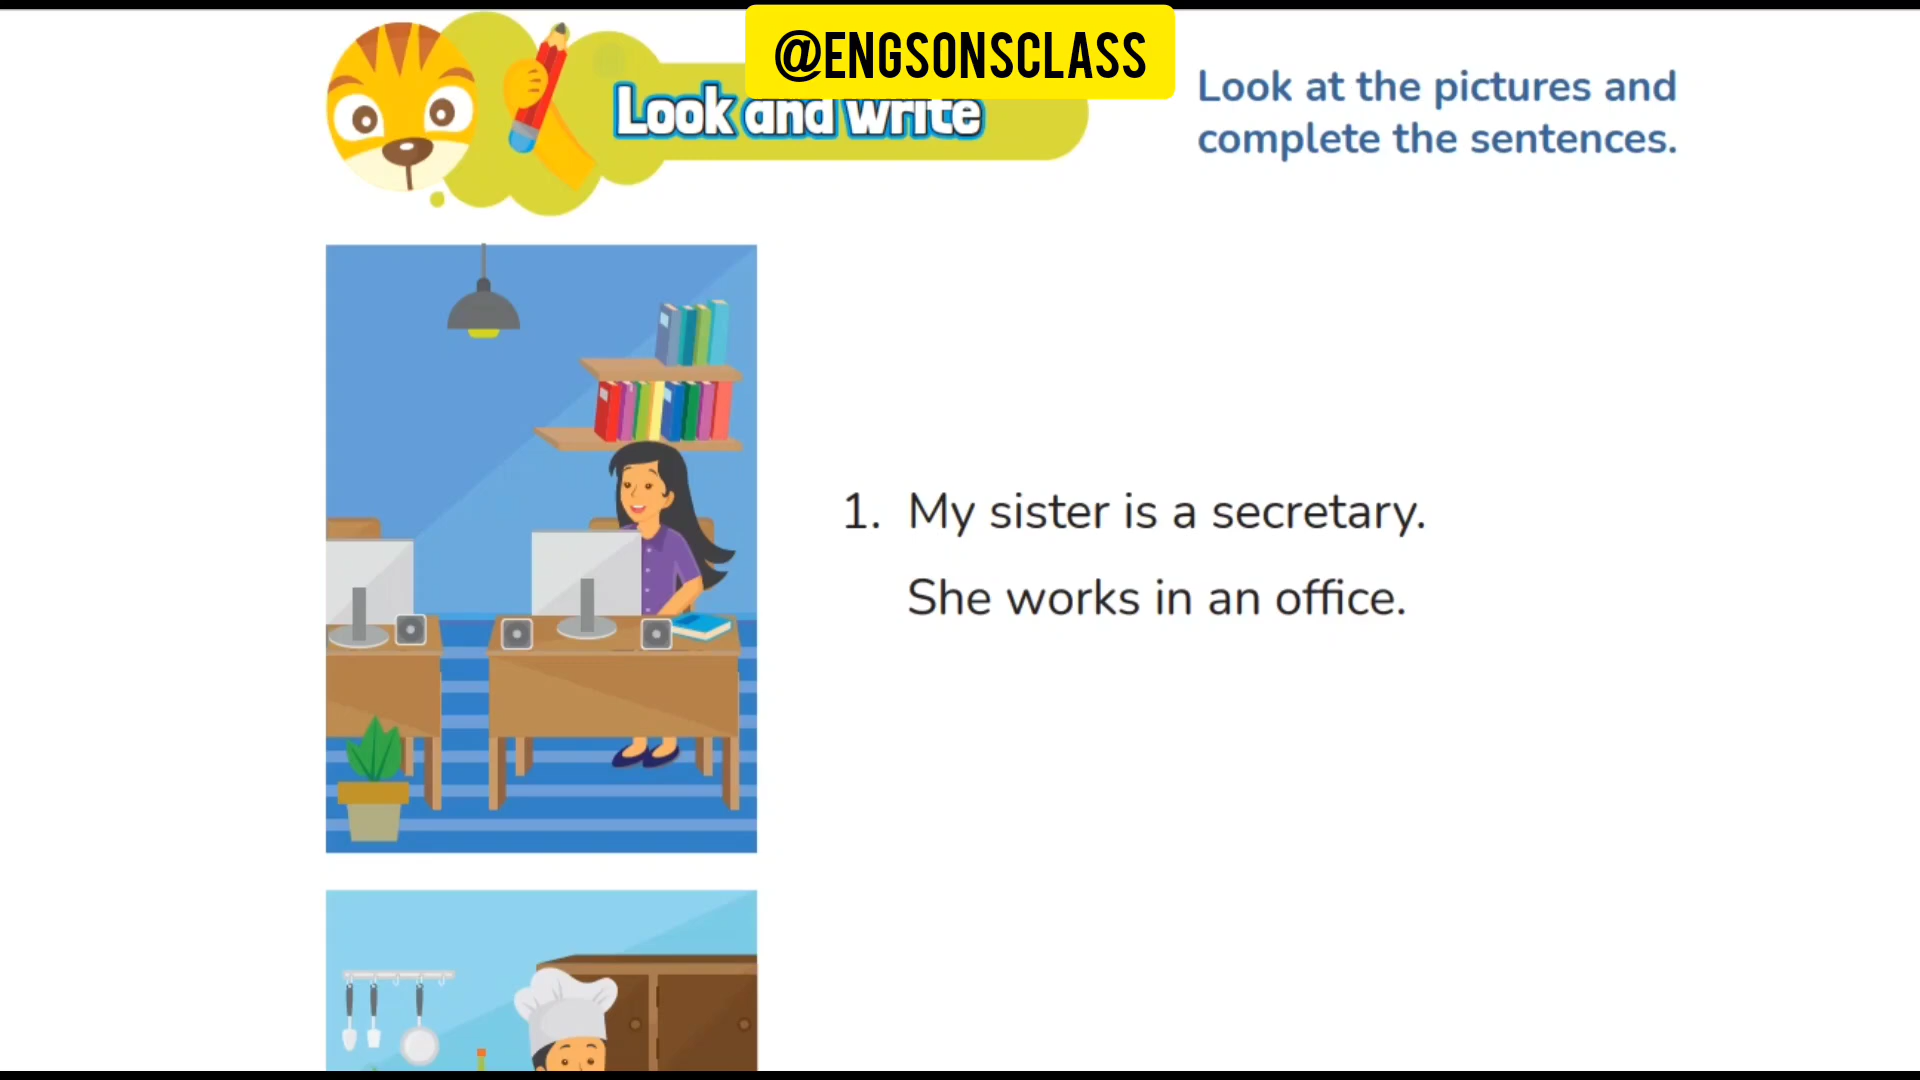 @ENGSONSCLASS
Look and write
Look at the pictures and
complete the sentences.
1. My sister is a secretary.
She works in an office.